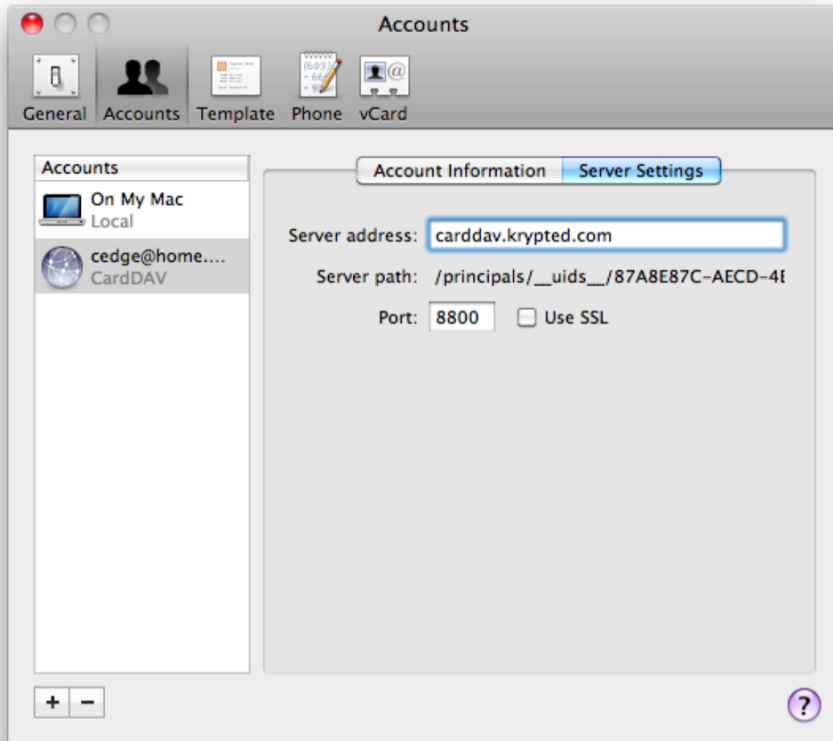 Accounts
General Accounts Template Phone vCard
Accounts
On My Mac
Local
cedge@home....
CardDAV
Account Information Server Settings
Server address: carddav.krypted.com
Server path: /principals/__uids__/87A8E87C-AECD-4E
Port: 8800 Use SSL
+ −
?